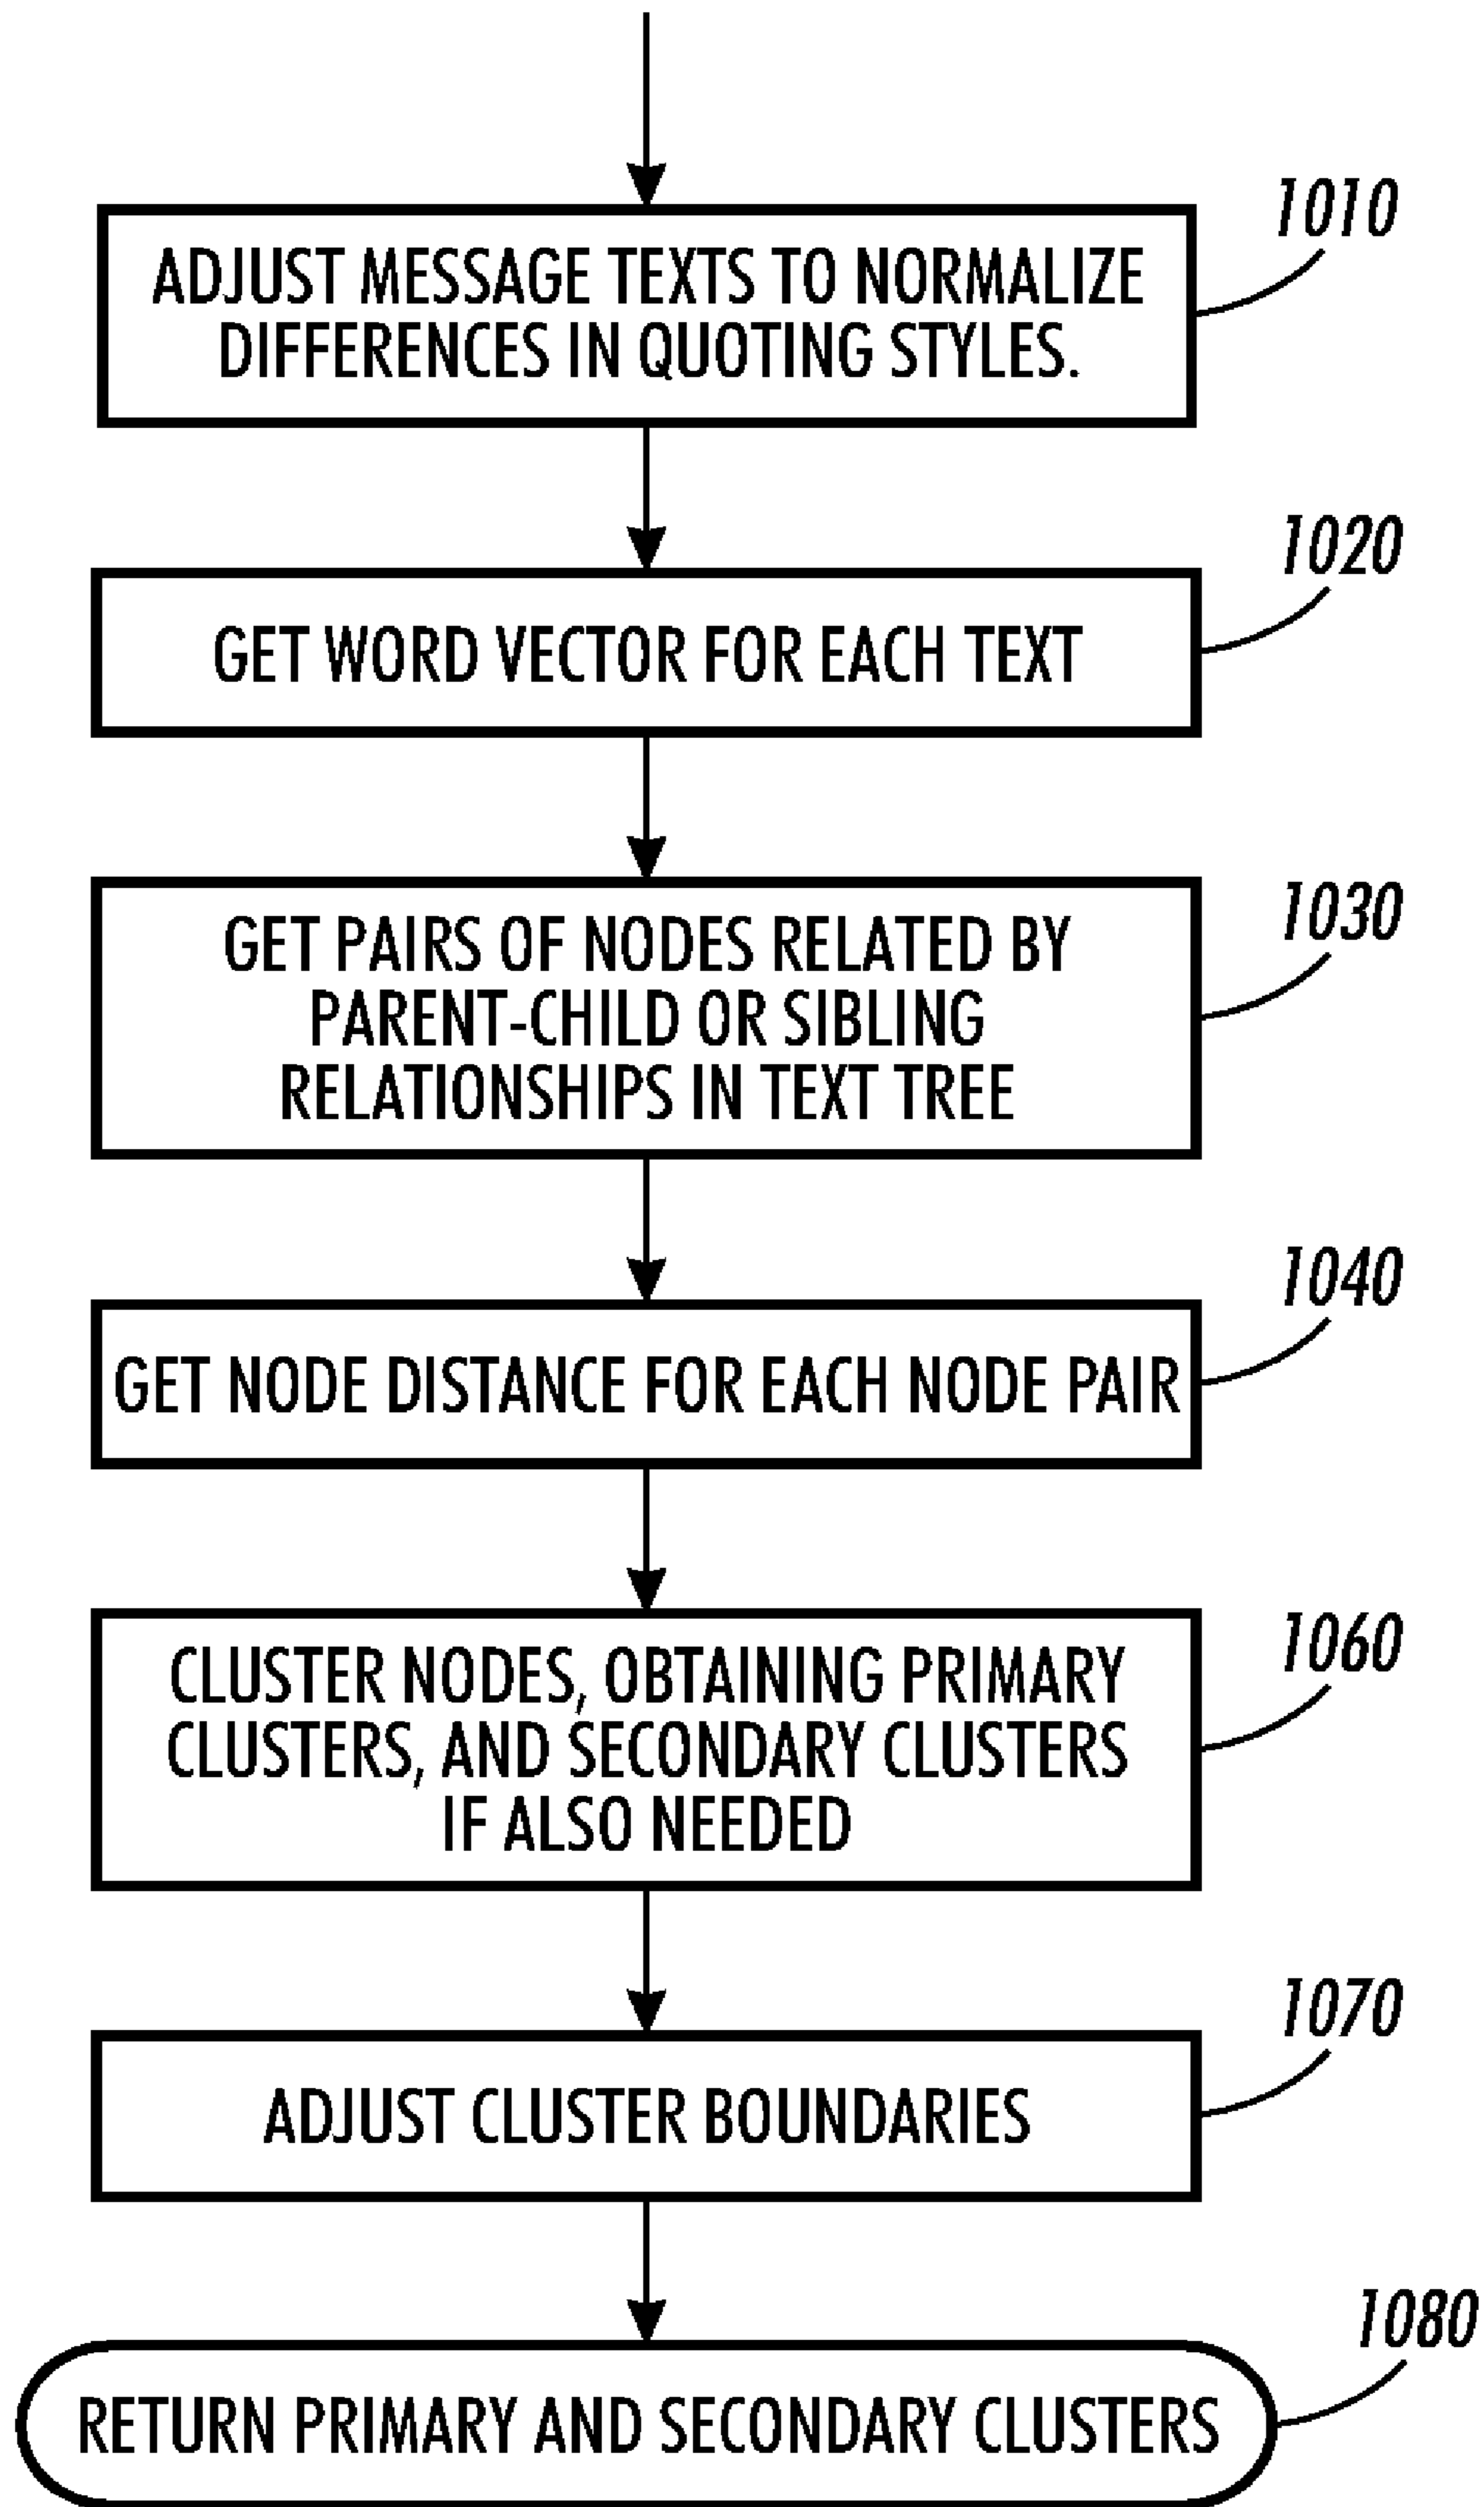 1010
ADJUST MESSAGE TEXTS TO NORMALIZE
DIFFERENCES IN QUOTING STYLES.
1020
GET WORD VECTOR FOR EACH TEXT
1030
GET PAIRS OF NODES RELATED BY
PARENT-CHILD OR SIBLING
RELATIONSHIPS IN TEXT TREE
1040
GET NODE DISTANCE FOR EACH NODE PAIR
1060
CLUSTER NODES, OBTAINING PRIMARY
CLUSTERS, AND SECONDARY CLUSTERS
IF ALSO NEEDED
1070
ADJUST CLUSTER BOUNDARIES
1080
RETURN PRIMARY AND SECONDARY CLUSTERS